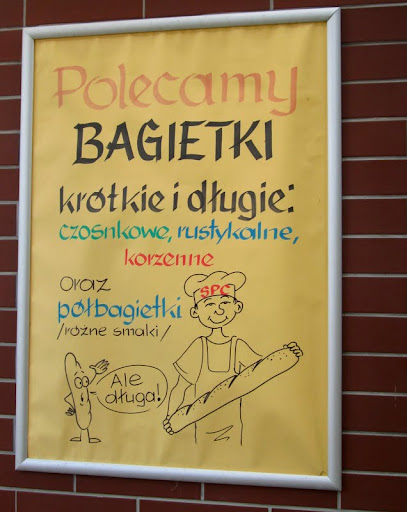 Polecamy
BAGIETKI
krótkie i długie:
czosnkowe, rustykalne,
korzenne
oraz
półbagietki
/różne smaki/
SPC
Ale
długa!